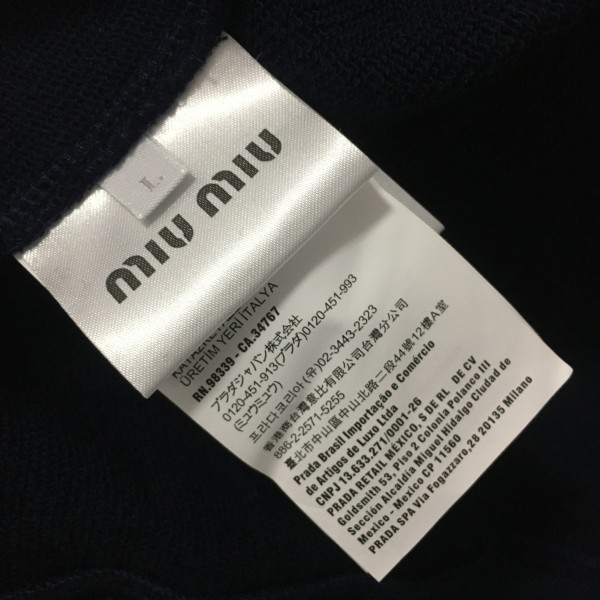 miu miu
L
ÜRETİM YERİ İTALYA
RN.98339 - CA.34767
プラダジャパン株式会社
0120-451-913(プラダ)0120-451-993
(ミュウミュウ)
프라다코리아(유)02-3443-2323
香港商台灣意比有限公司台灣分公司
886-2-2571-5255
臺北市中山區中山北路二段44號12樓A室
Prada Brasil Importação e Comércio
de Artigos de Luxo Ltda
CNPJ 13.633.271/0001-26
PRADA RETAIL MÉXICO, S DE RL. DE CV
Goldsmith 53, Piso 2 Colonia Polanco III
Sección Alcaldía Miguel Hidalgo Ciudad de
Mexico - Mexico CP 11560
PRADA SPA Via Fogazzaro,28 20135 Milano